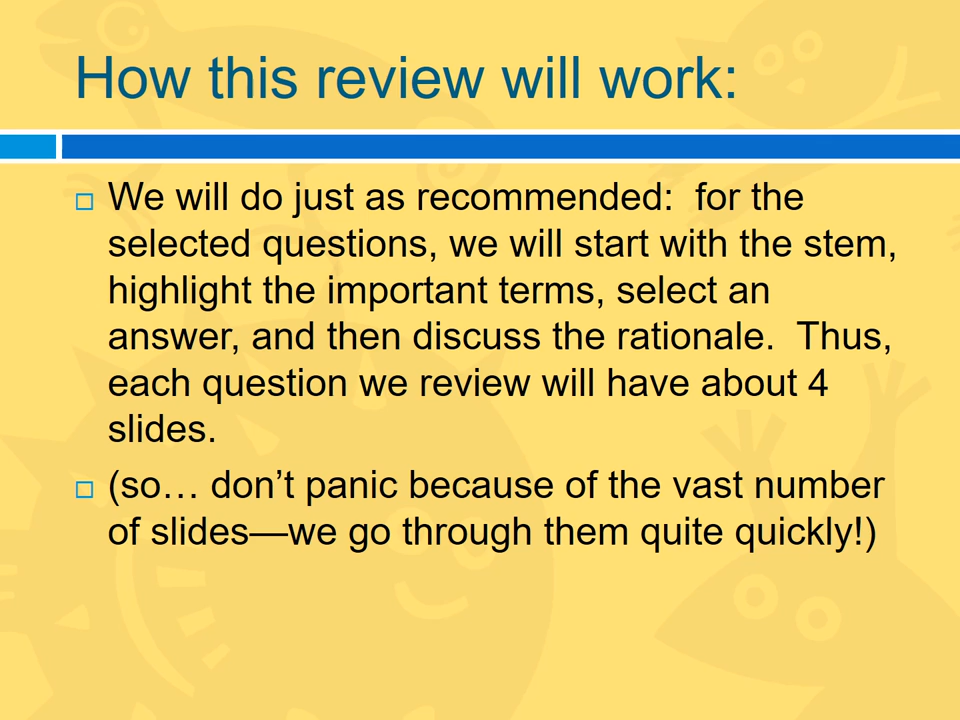 How this review will work:
We will do just as recommended:  for the
selected questions, we will start with the stem,
highlight the important terms, select an
answer, and then discuss the rationale.  Thus,
each question we review will have about 4
slides.
(so… don’t panic because of the vast number
of slides—we go through them quite quickly!)